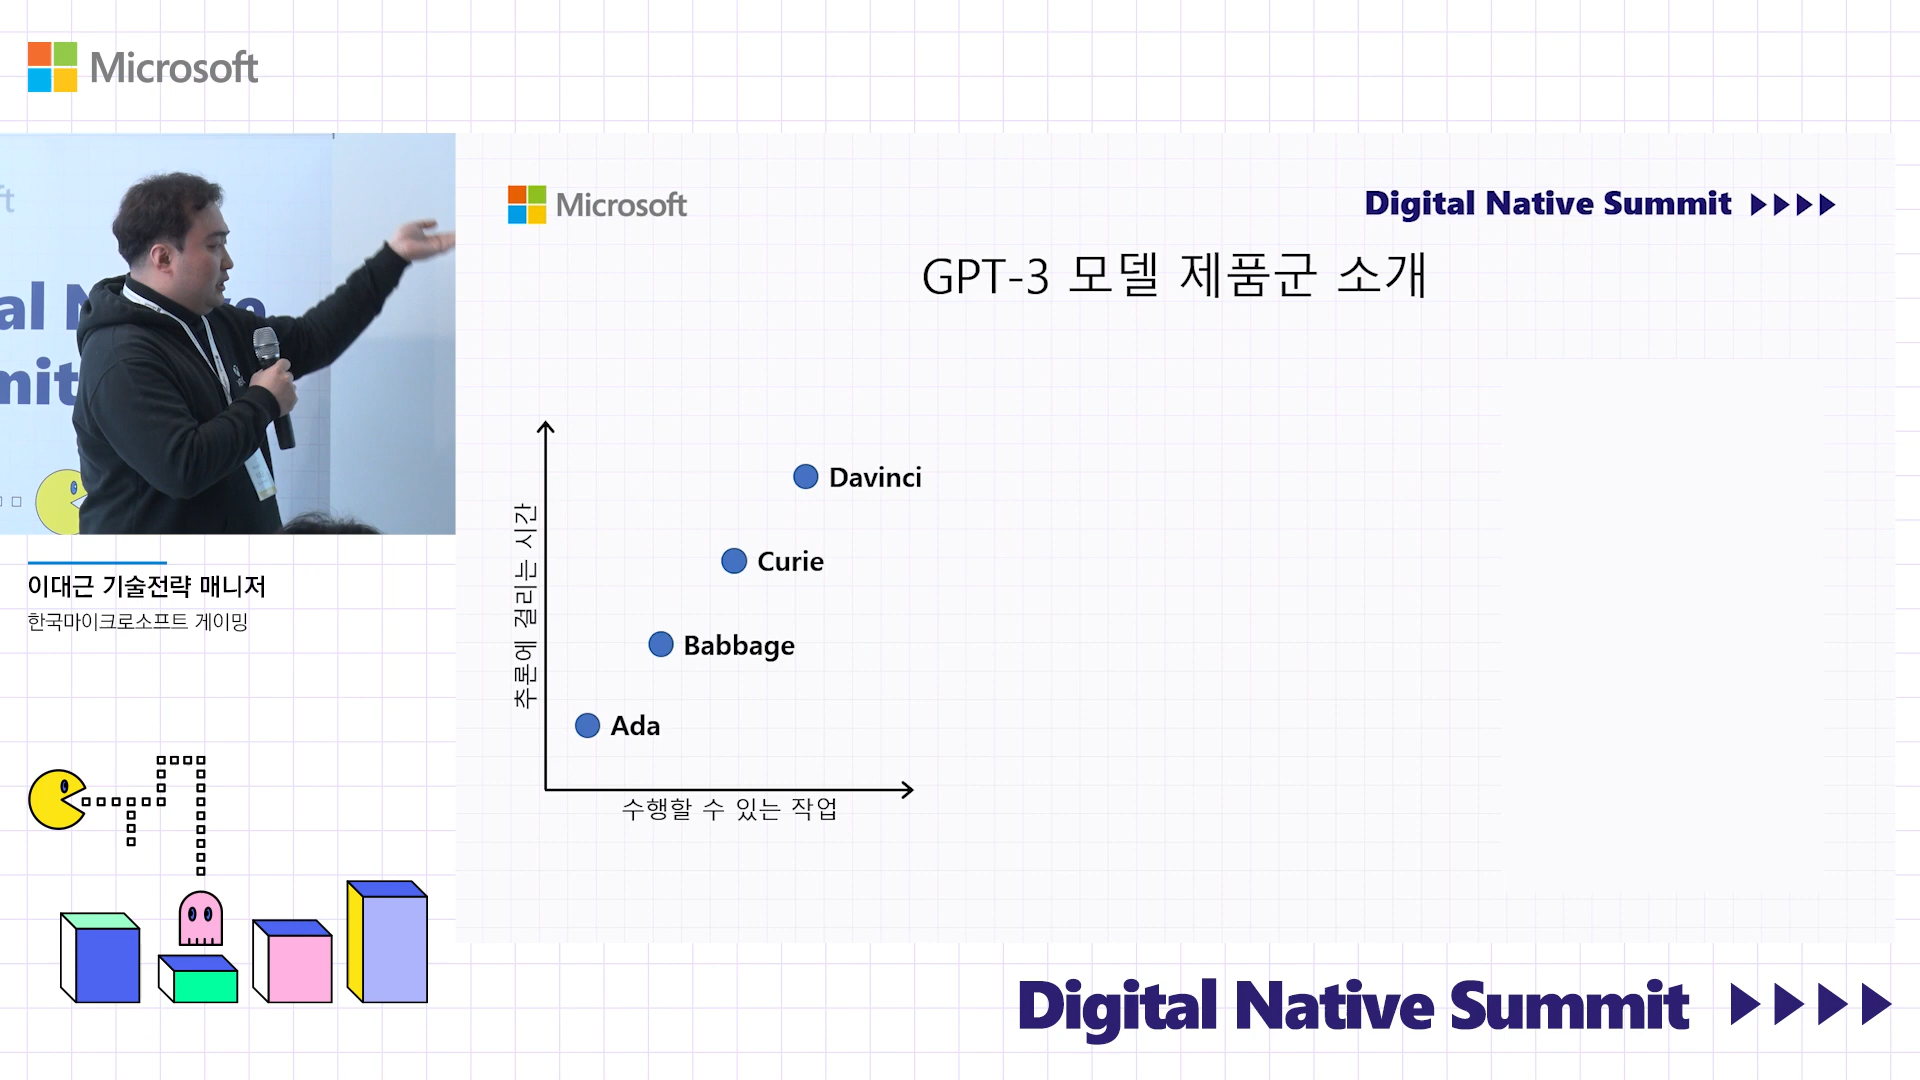 Microsoft
Microsoft
Digital Native Summit
GPT-3 모델 제품군 소개
추론에 걸리는 시간
Davinci
Curie
Babbage
Ada
수행할 수 있는 작업
이대근 기술전략 매니저
한국마이크로소프트 게이밍
Digital Native Summit